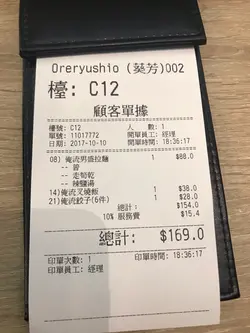 Oreryushio (葵芳)002
檯: C12
顧客單據
檯號: C12 人 數: 1
單號: 11017772 開單員工: 經理
日期: 2017-10-10 開單時間: 18:36:17
08) 俺流男盛拉麵 1 $88.0
-- 普
-- 走荀乾
-- 辣鹽湯
14)俺流叉燒飯 1 $38.0
21)俺流餃子(6件) 1 $28.0
總計: $154.0
10% 服務費 $15.4
總計: $169.0
印單次數: 1 印單時間: 18:36:17
印單員工: 經理